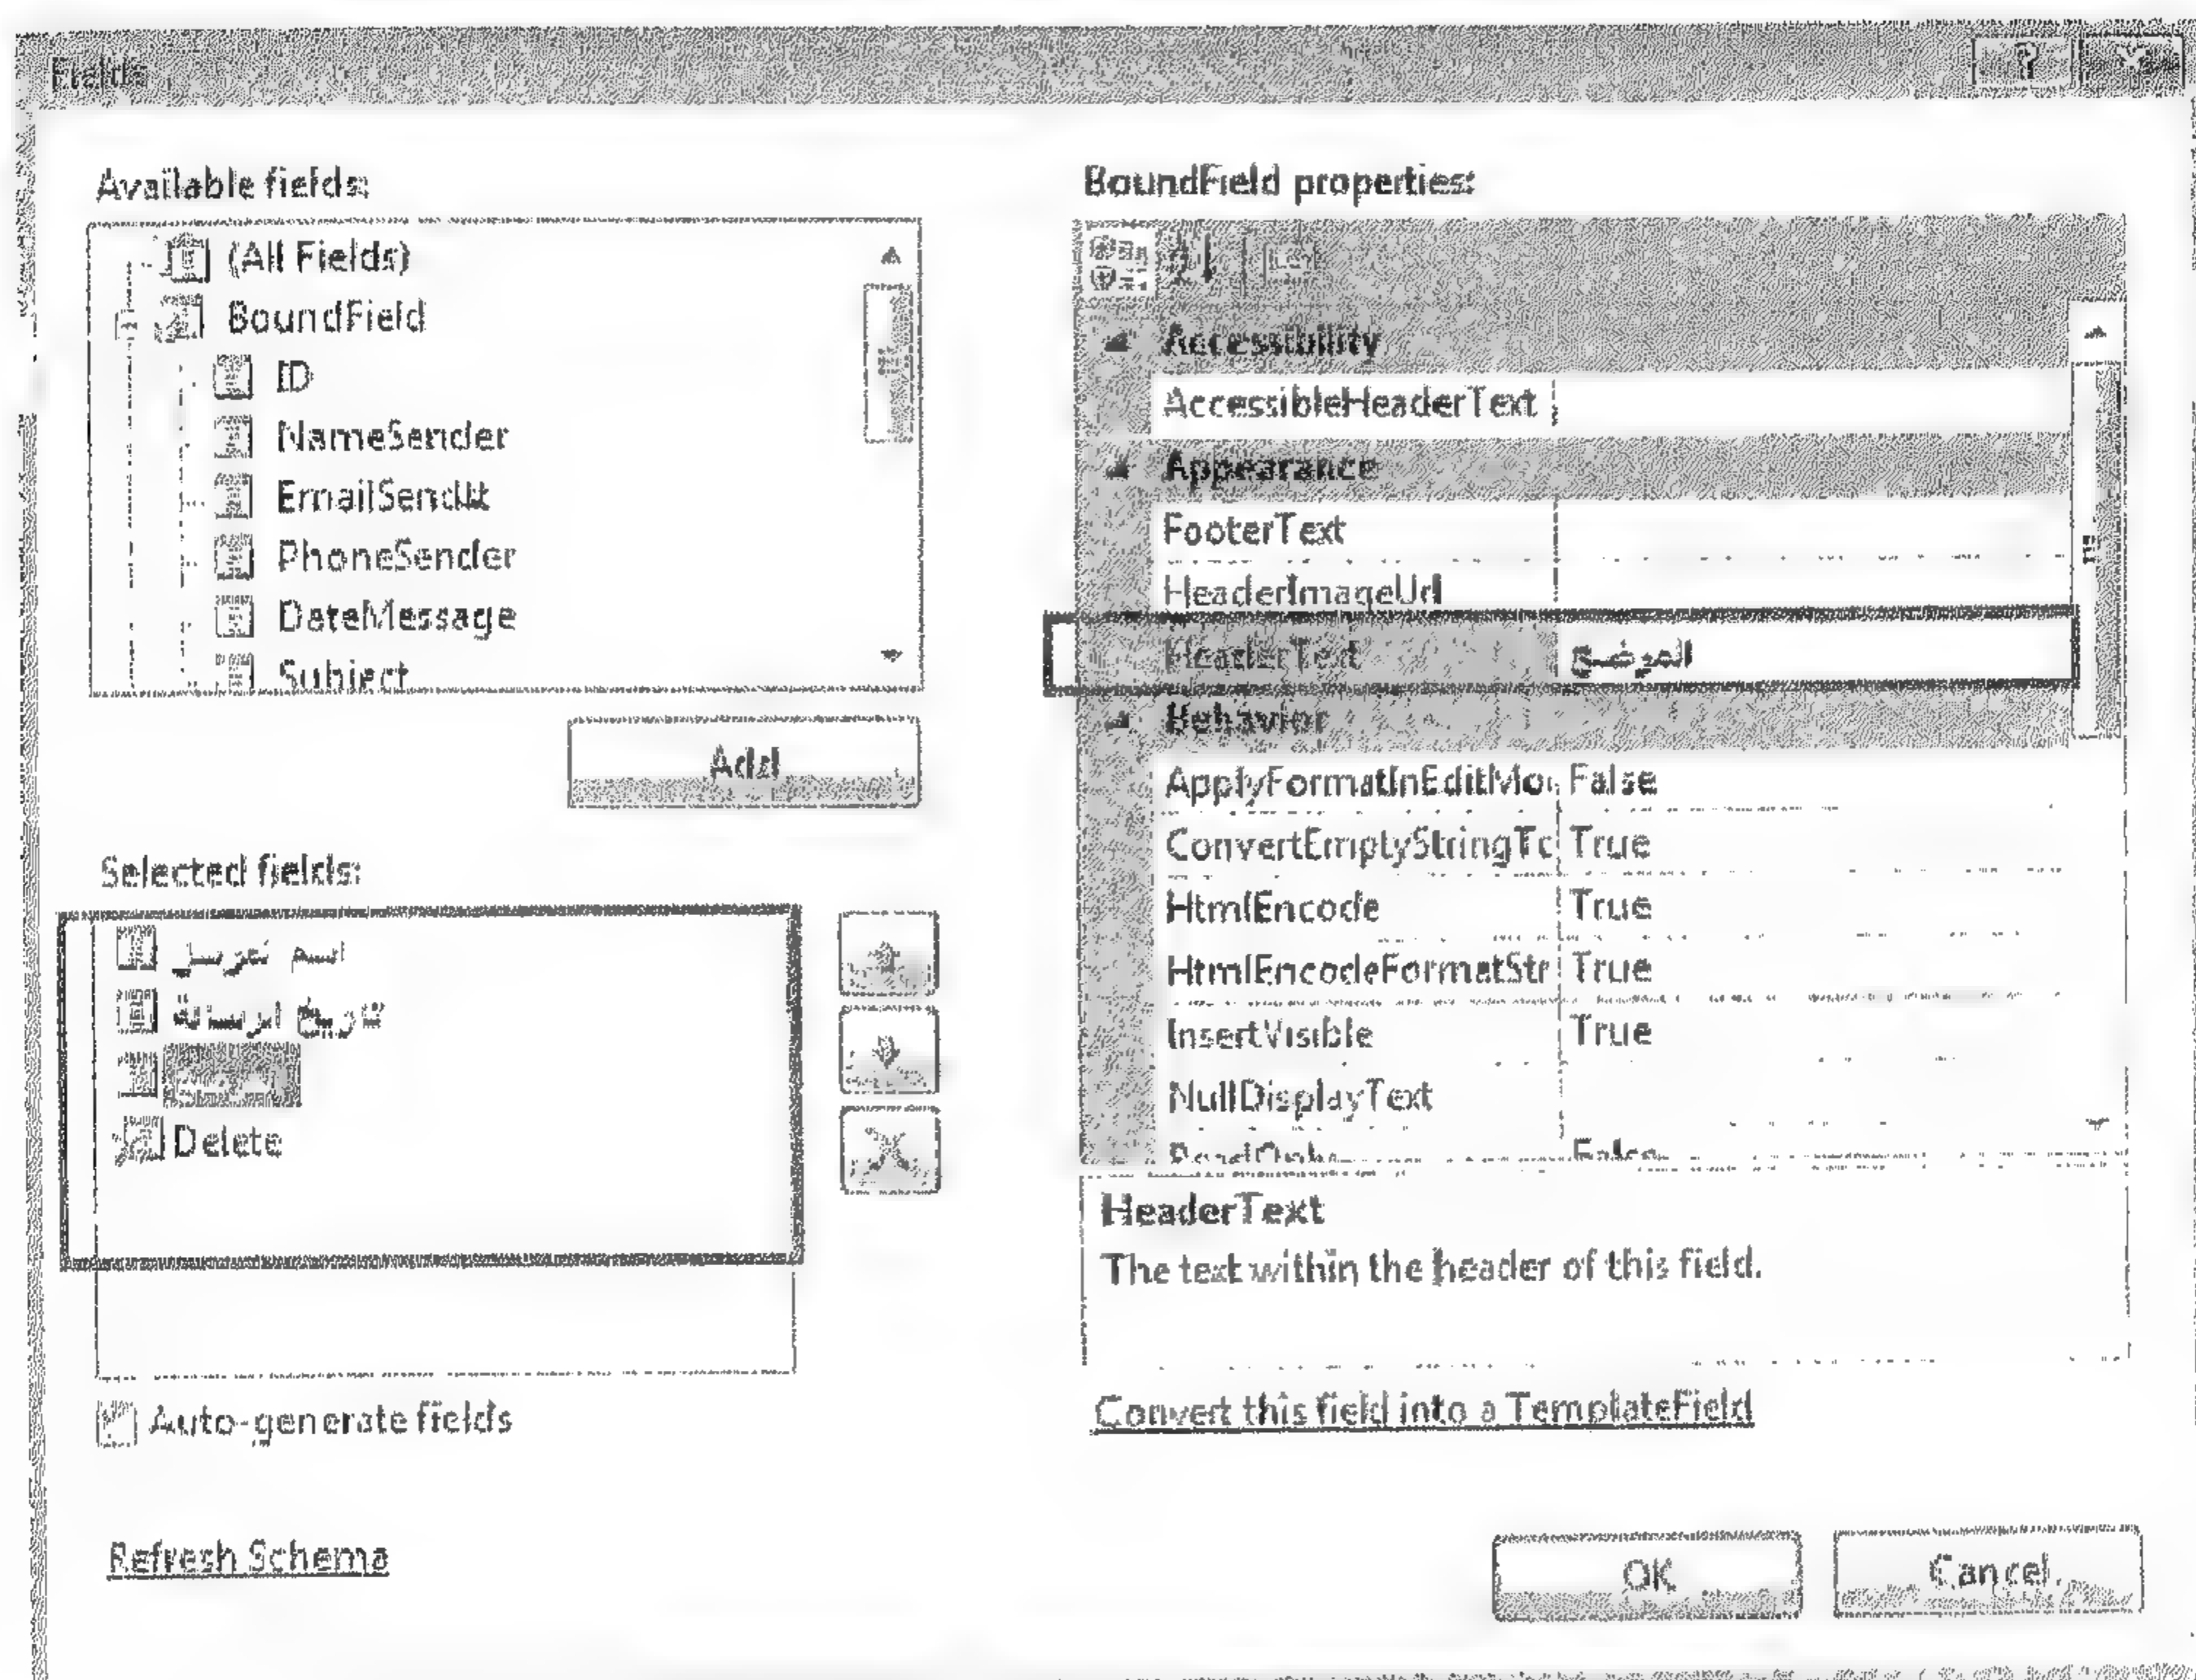 Fields
?
Available fields:
(All Fields)
BoundField
ID
NameSender
EmailSender
PhoneSender
DateMessage
Subject
Add
Selected fields:
اسم المرسل
تاريخ الرسالة
Delete
Auto-generate fields
Refresh Schema
BoundField properties:
Accessibility
AccessibleHeaderText
Appearance
FooterText
HeaderImageUrl
HeaderText
Behavior
ApplyFormatInEditMo False
ConvertEmptyStringTo True
HtmlEncode True
HtmlEncodeFormatStr True
InsertVisible True
NullDisplayText
ReadOnly False
HeaderText
The text within the header of this field.
Convert this field into a TemplateField
OK Cancel